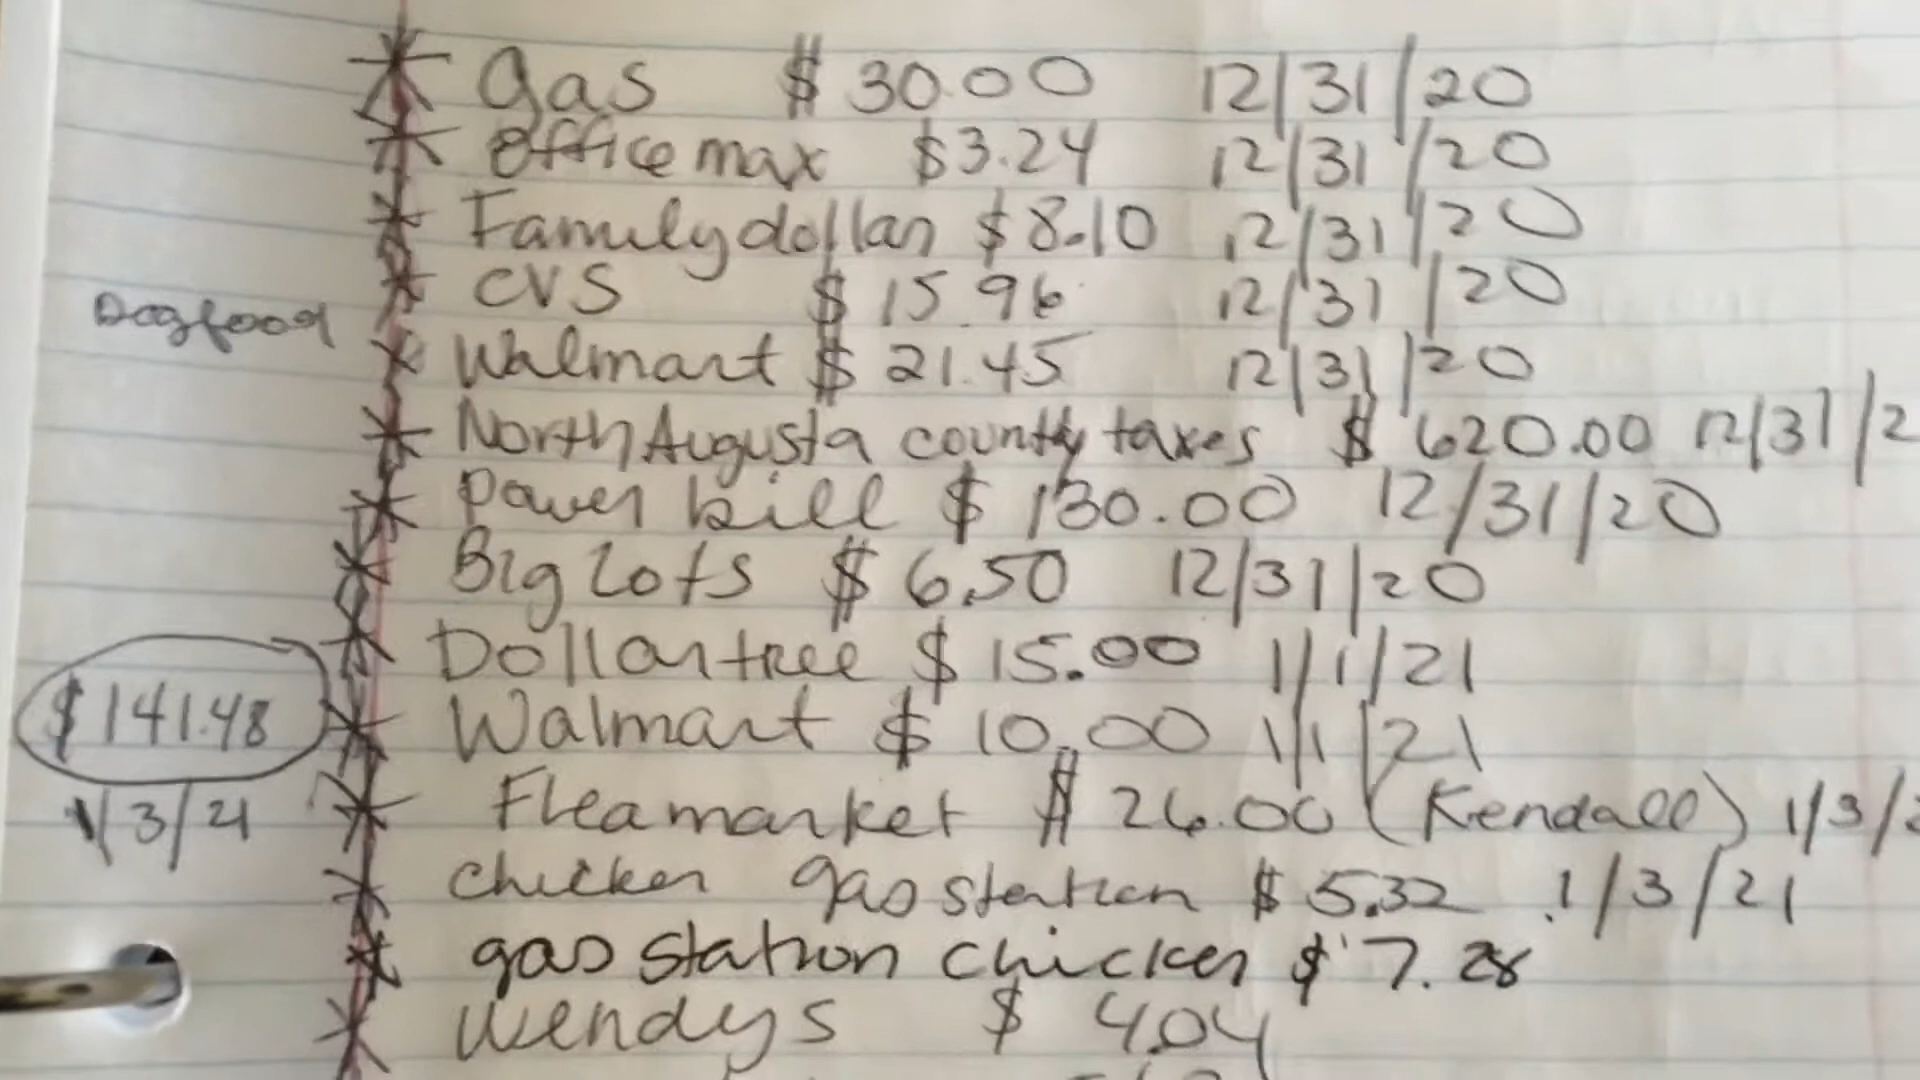 Gas $ 30.00 12/31/20
office max $3.24 12/31/20
Family dollar $8.10 12/31/20
CVS $ 15.96 12/31/20
Dogfood
Walmart $ 21.45 12/31/20
North Augusta county taxes $ 620.00 12/31/2
Power bill $ 130.00 12/31/20
Big Lots $ 6.50 12/31/20
Dollar tree $ 15.00 1/1/21
$ 141.48
Walmart $ 10.00 1/1/21
1/3/21
Flea market $ 26.00 (Kendall) 1/3/2
chicken gas station $ 5.32 1/3/21
gas station chicken $ 7.28
Wendys $ 4.04